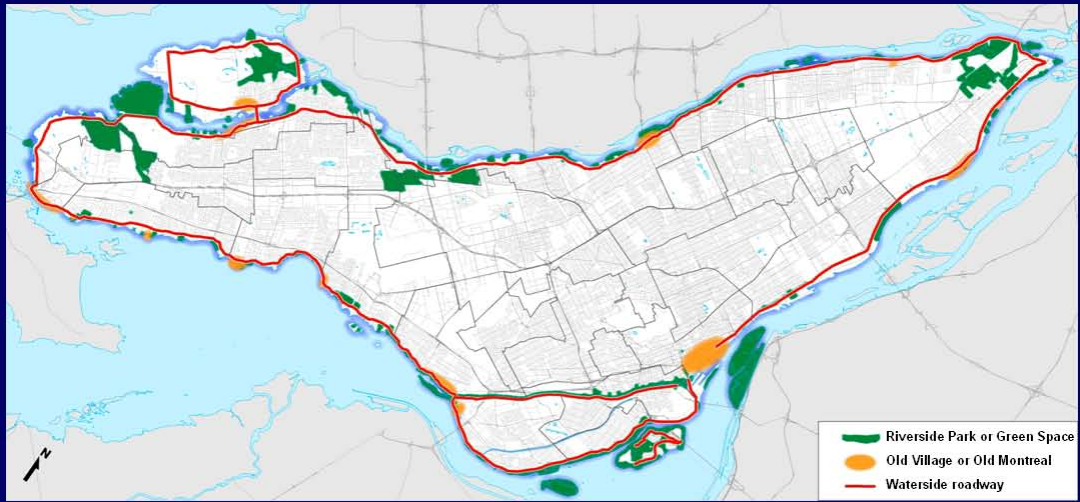 N
Riverside Park or Green Space
Old Village or Old Montreal
Waterside roadway